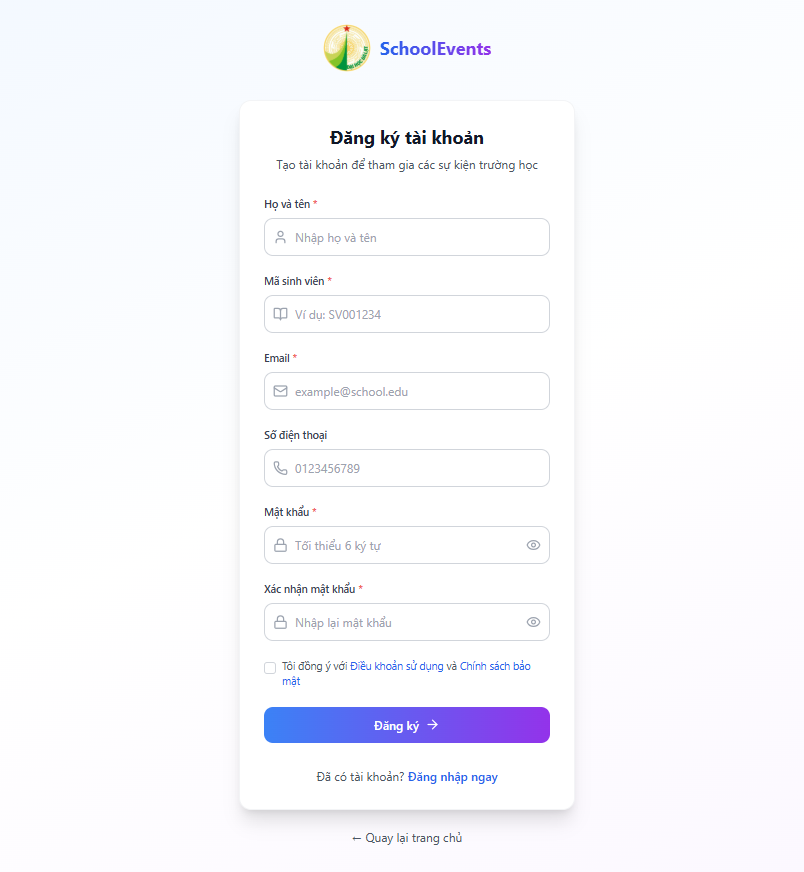 SchoolEvents
Đăng ký tài khoản
Tạo tài khoản để tham gia các sự kiện trường học
Họ và tên *
Nhập họ và tên
Mã sinh viên *
Ví dụ: SV001234
Email *
example@school.edu
Số điện thoại
0123456789
Mật khẩu *
Tối thiểu 6 ký tự
Xác nhận mật khẩu *
Nhập lại mật khẩu
Tôi đồng ý với Điều khoản sử dụng và Chính sách bảo
mật
Đăng ký →
Đã có tài khoản? Đăng nhập ngay
← Quay lại trang chủ